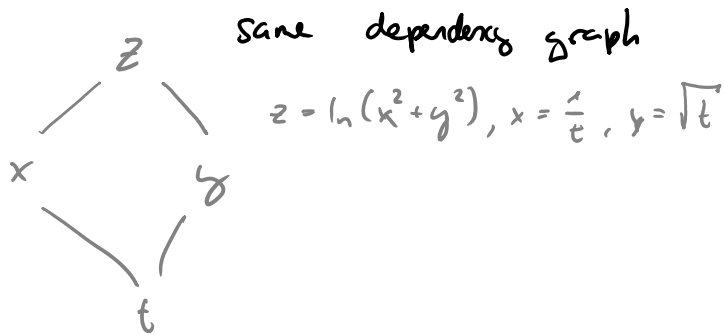 same dependency graph
z
z = ln(x² + y²), x = 1/t, y = √t
x
y
t